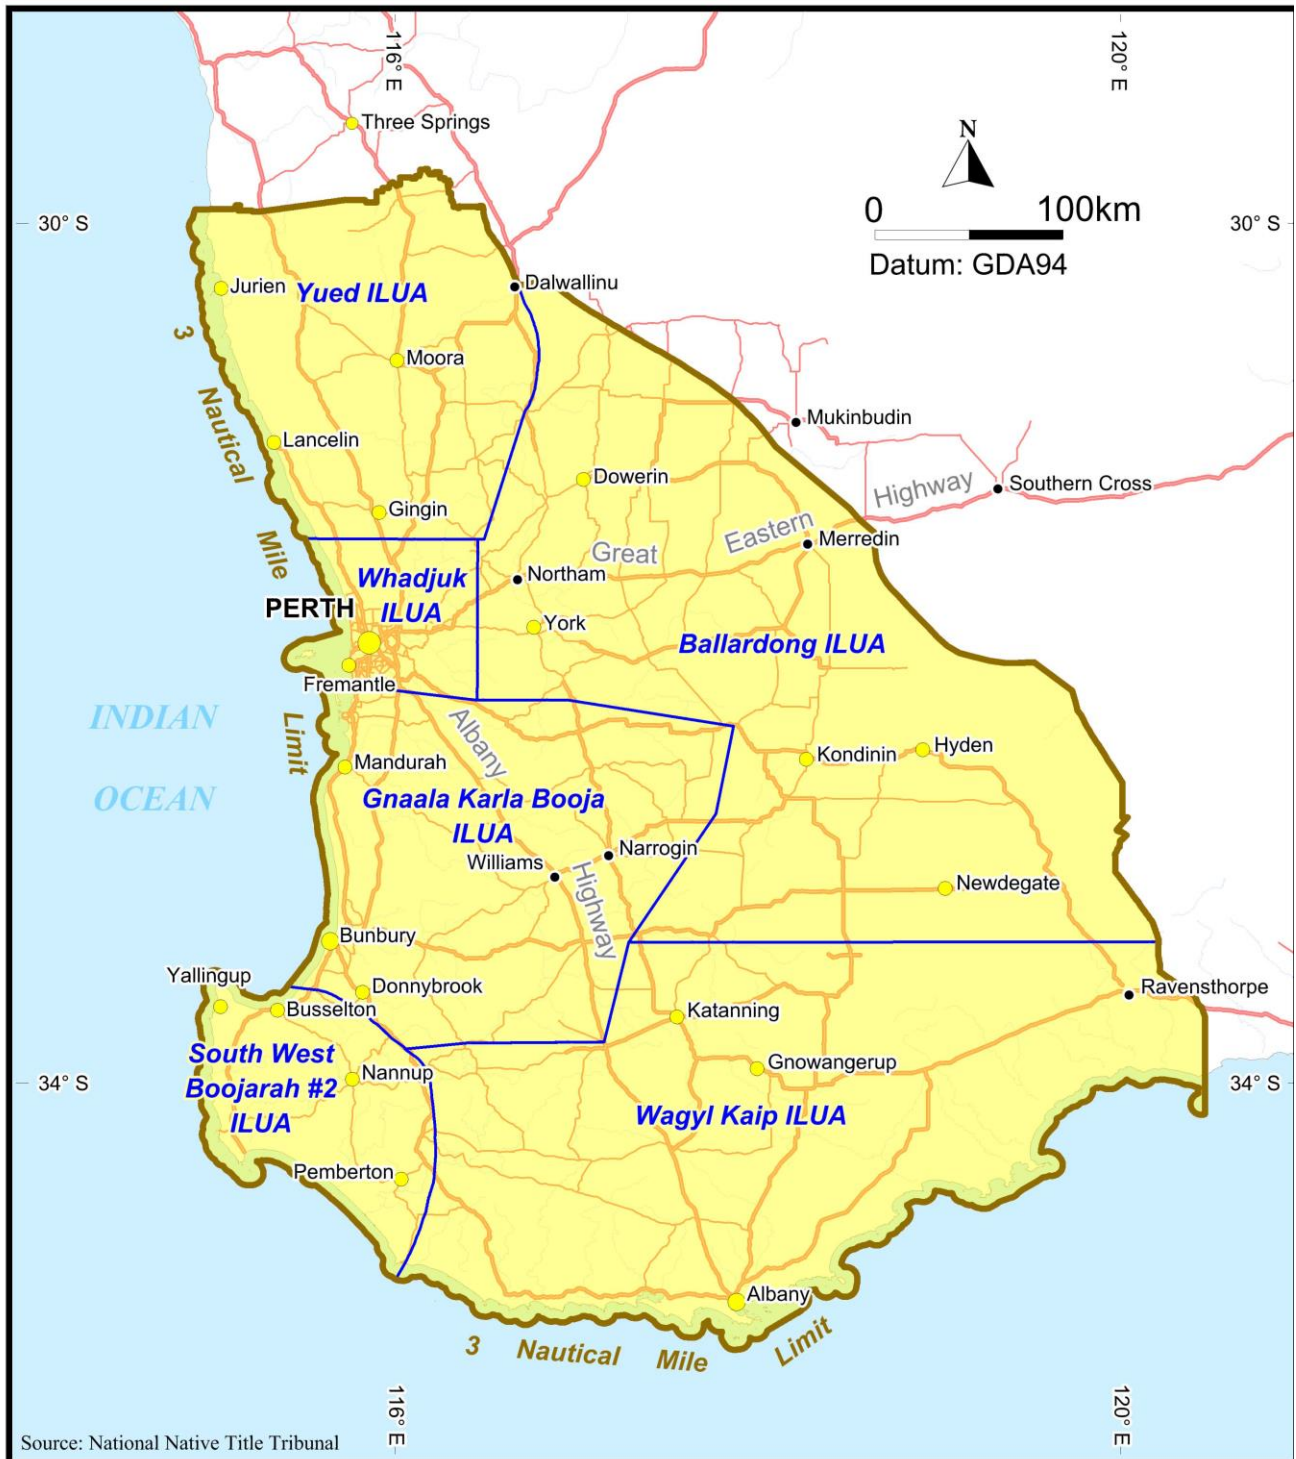 116° E
120° E
Three Springs
N
0 100km
Datum: GDA94
30° S
30° S
Jurien
Yued ILUA
Dalwallinu
3 Nautical Mile Limit
Moora
Mukinbudin
Lancelin
Dowerin
Southern Cross
Gingin
Great Eastern Highway
Merredin
Northam
Whadjuk
ILUA
PERTH
York
Ballardong ILUA
Fremantle
INDIAN
OCEAN
Albany Highway
Mandurah
Kondinin
Hyden
Gnaala Karla Booja
ILUA
Narrogin
Williams
Newdegate
Bunbury
Yallingup
Donnybrook
Busselton
Ravensthorpe
Katanning
South West
Boojarah #2
ILUA
Nannup
Gnowangerup
34° S
34° S
Wagyl Kaip ILUA
Pemberton
Albany
3 Nautical Mile Limit
116° E
120° E
Source: National Native Title Tribunal